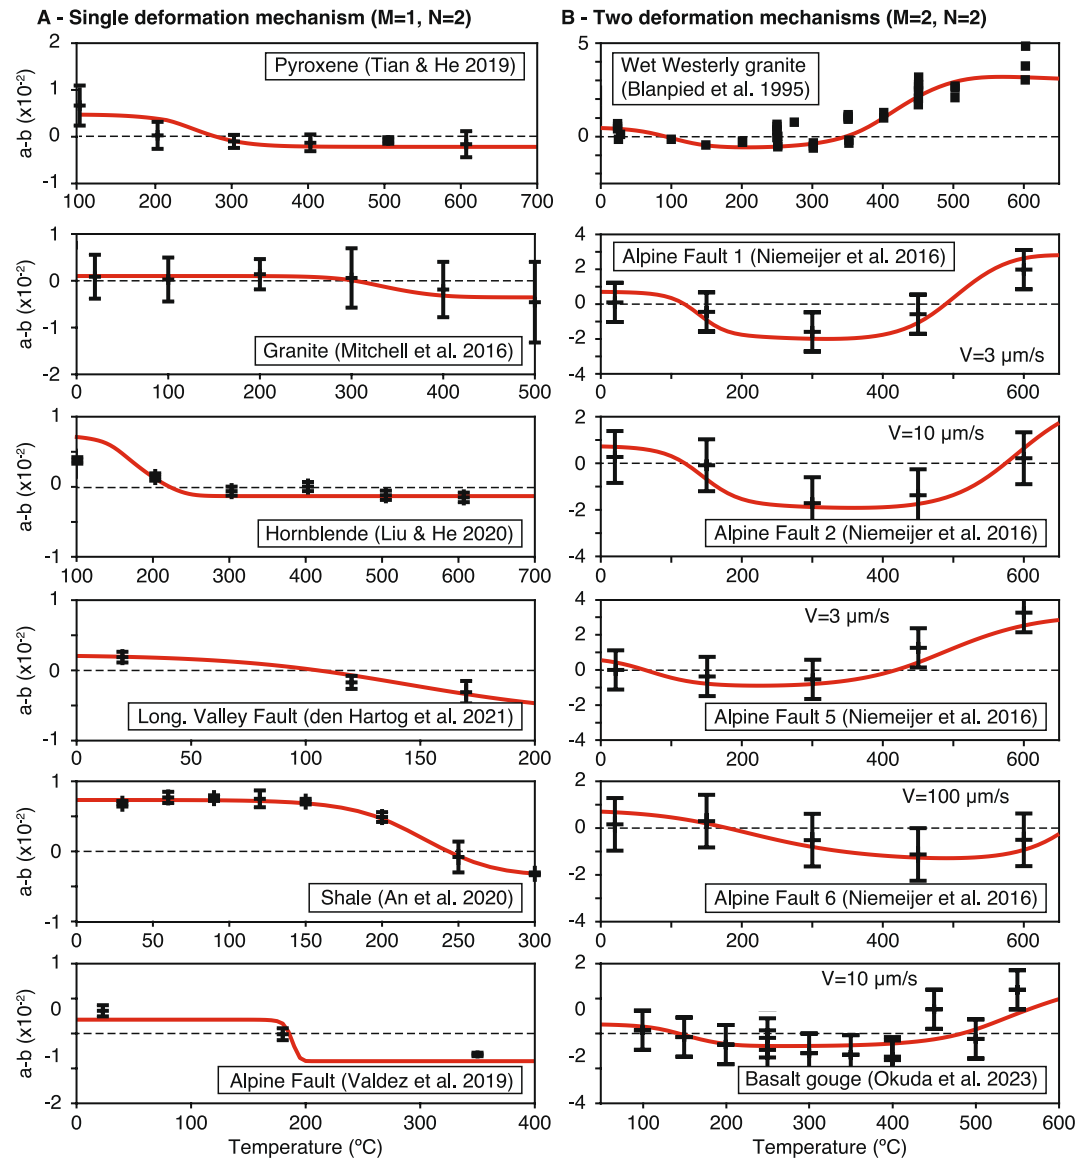 A - Single deformation mechanism (M=1, N=2)
2
1
0
-1
a-b (x10⁻²)
Pyroxene (Tian & He 2019)
100 200 300 400 500 600 700
1
0
-1
-2
a-b (x10⁻²)
Granite (Mitchell et al. 2016)
0 100 200 300 400 500
1
0
-1
a-b (x10⁻²)
Hornblende (Liu & He 2020)
100 200 300 400 500 600 700
1
0
-1
a-b (x10⁻²)
Long. Valley Fault (den Hartog et al. 2021)
0 50 100 150 200
1
0
-1
a-b (x10⁻²)
Shale (An et al. 2020)
0 50 100 150 200 250 300
1
0
-1
-2
a-b (x10⁻²)
Alpine Fault (Valdez et al. 2019)
0 100 200 300 400
Temperature (ºC)
B - Two deformation mechanisms (M=2, N=2)
5
0
-1
Wet Westerly granite
(Blanpied et al. 1995)
0 100 200 300 400 500 600
4
2
0
-2
-4
Alpine Fault 1 (Niemeijer et al. 2016)
V=3 µm/s
0 200 400 600
2
0
-2
-4
V=10 µm/s
Alpine Fault 2 (Niemeijer et al. 2016)
0 200 400 600
4
2
0
-2
-4
V=3 µm/s
Alpine Fault 5 (Niemeijer et al. 2016)
0 200 400 600
2
0
-2
-4
V=100 µm/s
Alpine Fault 6 (Niemeijer et al. 2016)
0 200 400 600
2
0
-2
-4
V=10 µm/s
Basalt gouge (Okuda et al. 2023)
100 200 300 400 500 600
Temperature (ºC)